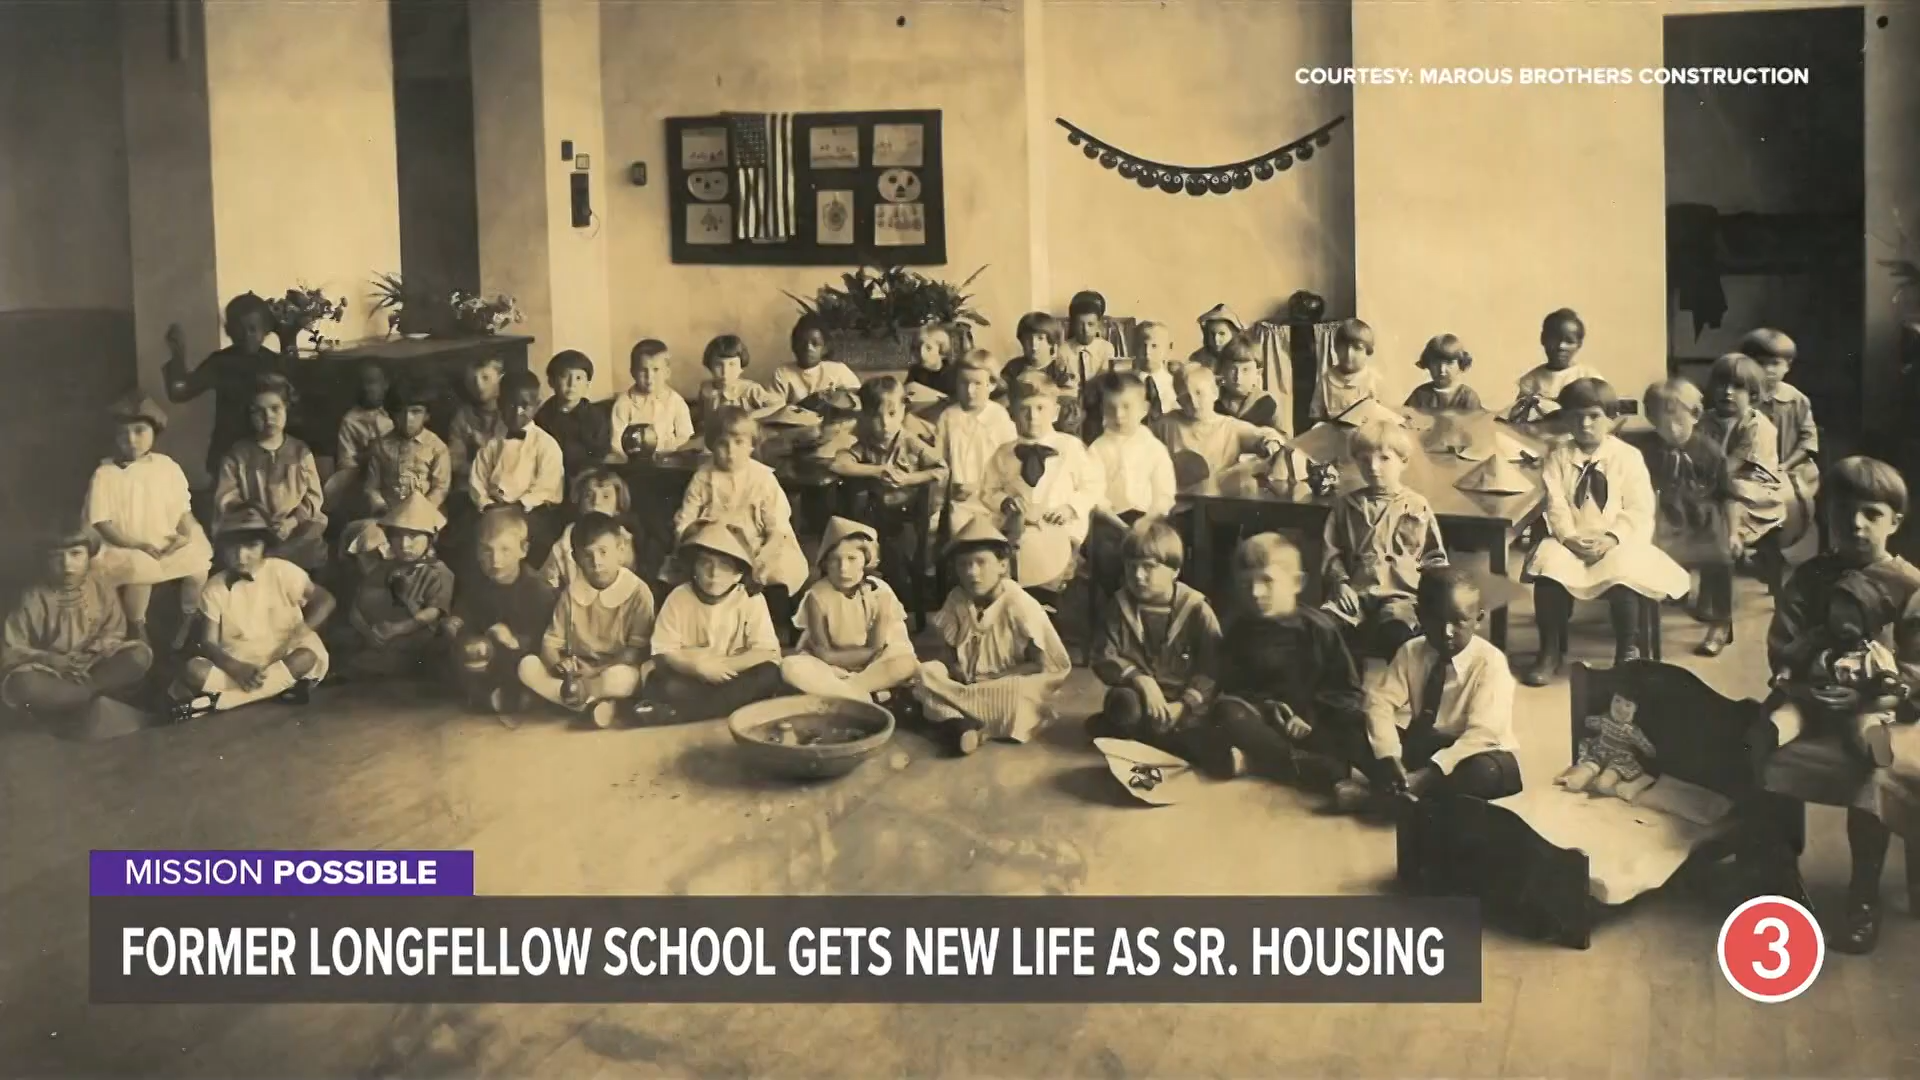 COURTESY: MAROUS BROTHERS CONSTRUCTION
MISSION POSSIBLE
FORMER LONGFELLOW SCHOOL GETS NEW LIFE AS SR. HOUSING
3